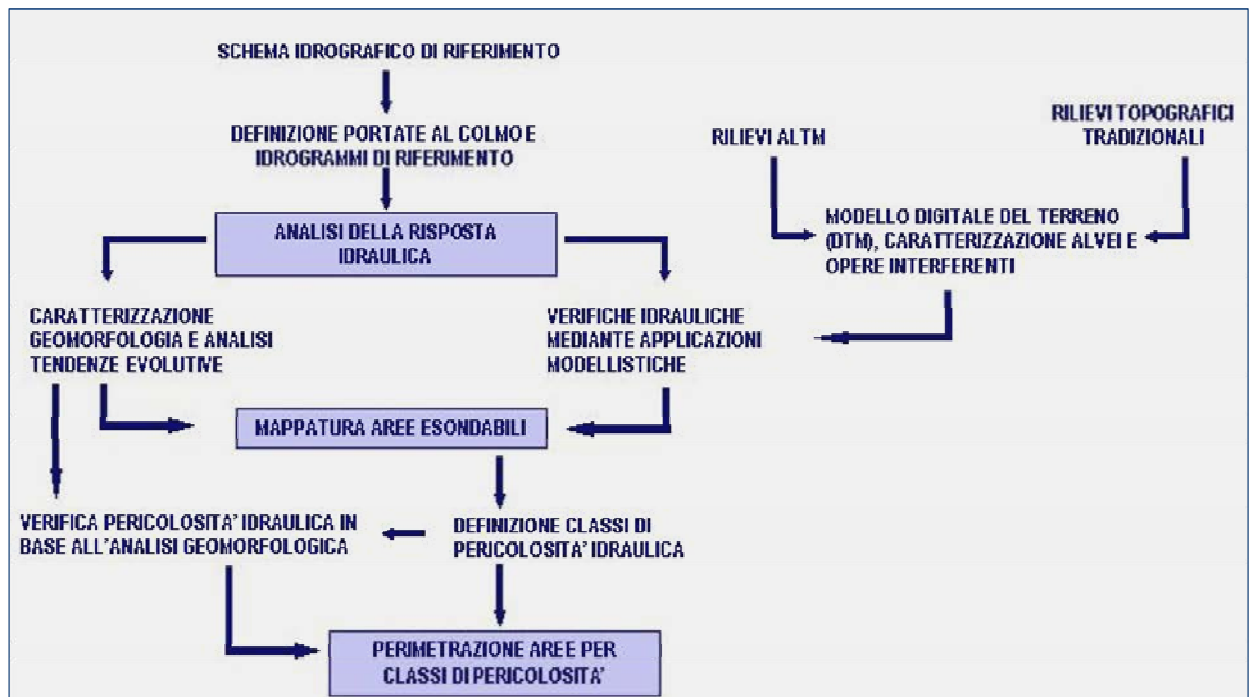 SCHEMA IDROGRAFICO DI RIFERIMENTO
DEFINIZIONE PORTATE AL COLMO E
IDROGRAMMI DI RIFERIMENTO
RILIEVI ALTM
RILIEVI TOPOGRAFICI
TRADIZIONALI
ANALISI DELLA RISPOSTA
IDRAULICA
MODELLO DIGITALE DEL TERRENO
(DTM), CARATTERIZZAZIONE ALVEI E
OPERE INTERFERENTI
CARATTERIZZAZIONE
GEOMORFOLOGIA E ANALISI
TENDENZE EVOLUTIVE
VERIFICHE IDRAULICHE
MEDIANTE APPLICAZIONI
MODELLISTICHE
MAPPATURA AREE ESONDABILI
VERIFICA PERICOLOSITA' IDRAULICA IN
BASE ALL'ANALISI GEOMORFOLOGICA
DEFINIZIONE CLASSI DI
PERICOLOSITA' IDRAULICA
PERIMETRAZIONE AREE PER
CLASSI DI PERICOLOSITA'